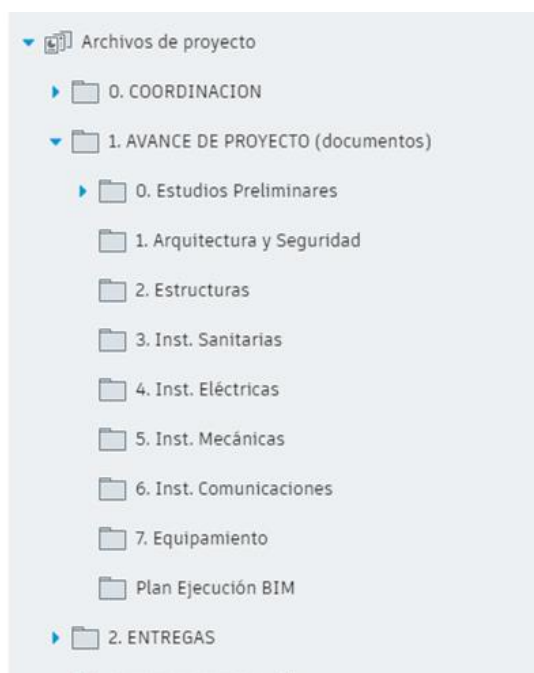 Archivos de proyecto
0. COORDINACION
1. AVANCE DE PROYECTO (documentos)
0. Estudios Preliminares
1. Arquitectura y Seguridad
2. Estructuras
3. Inst. Sanitarias
4. Inst. Eléctricas
5. Inst. Mecánicas
6. Inst. Comunicaciones
7. Equipamiento
Plan Ejecución BIM
2. ENTREGAS